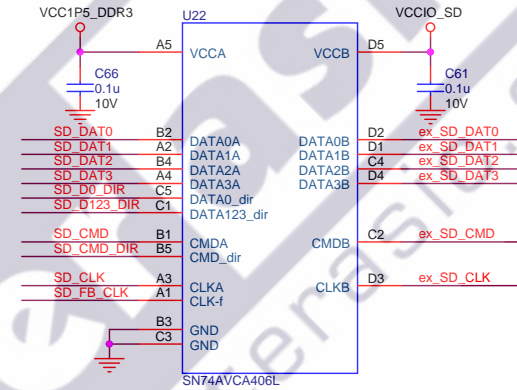 VCC1P5_DDR3 U22 VCCIO_SD
A5 VCCA VCCB D5
C66 C61
0.1u 0.1u
10V 10V
SD_DAT0 B2 DATA0A DATA0B D2 ex_SD_DAT0
SD_DAT1 A2 DATA1A DATA1B D1 ex_SD_DAT1
SD_DAT2 B4 DATA2A DATA2B C4 ex_SD_DAT2
SD_DAT3 A4 DATA3A DATA3B D4 ex_SD_DAT3
SD_D0_DIR C5 DATA0_dir
SD_D123_DIR C1 DATA123_dir
SD_CMD B1 CMDA CMDB C2 ex_SD_CMD
SD_CMD_DIR B5 CMD_dir
SD_CLK A3 CLKA CLKB D3 ex_SD_CLK
SD_FB_CLK A1 CLK-f
B3 GND
C3 GND
SN74AVCA406L